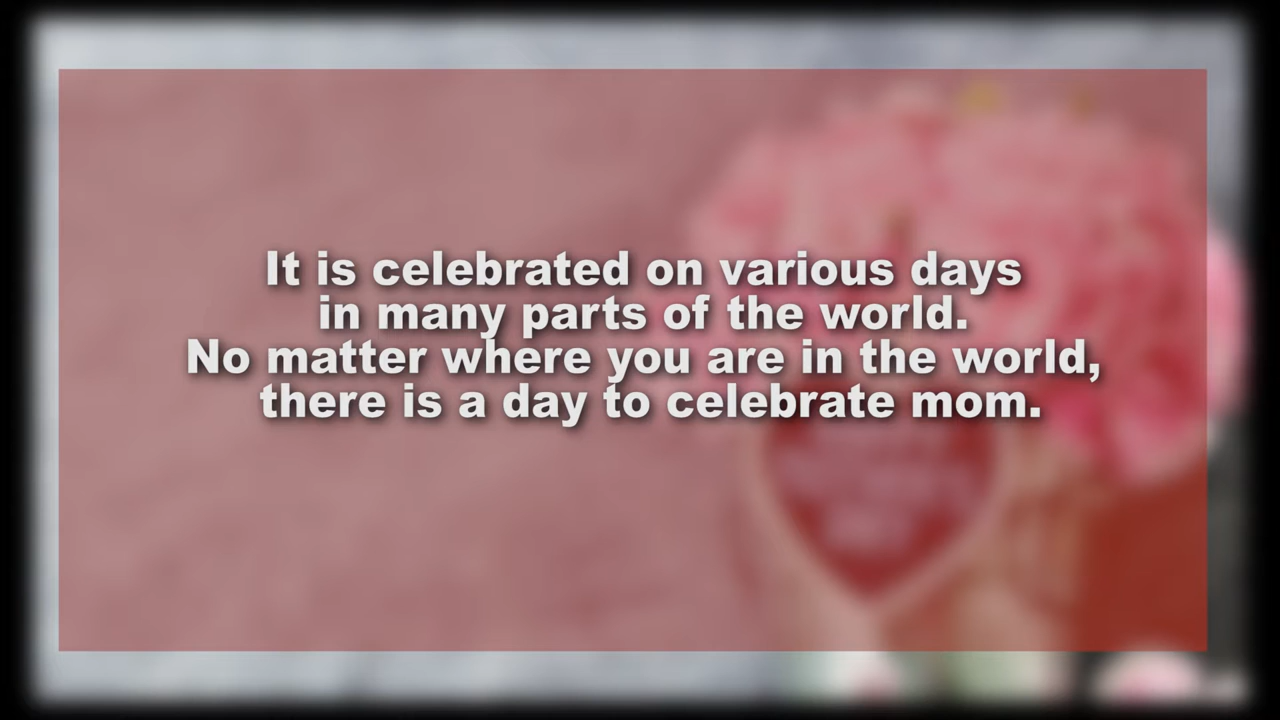 It is celebrated on various days
in many parts of the world.
No matter where you are in the world,
there is a day to celebrate mom.